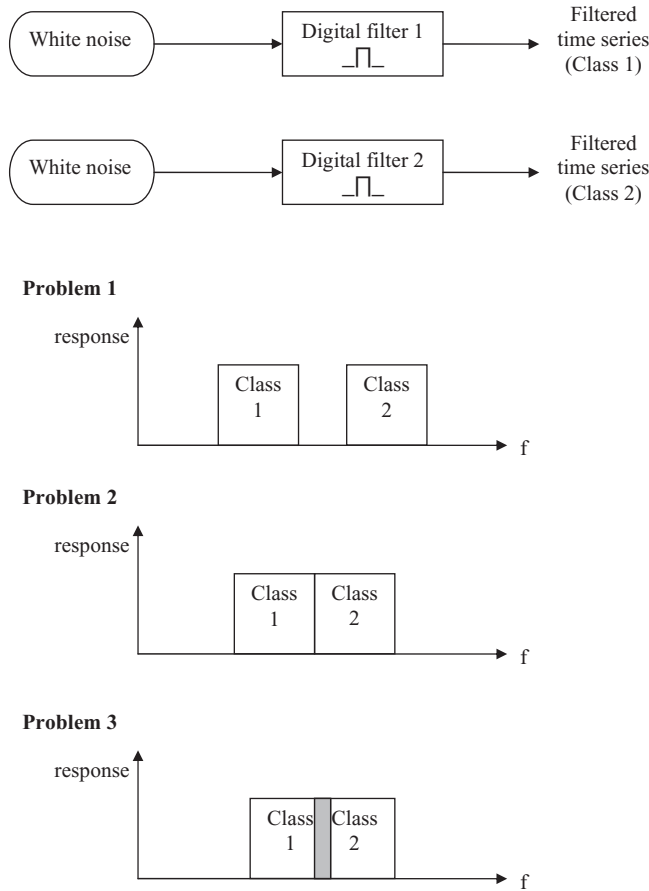 White noise
Digital filter 1
Filtered
time series
(Class 1)
White noise
Digital filter 2
Filtered
time series
(Class 2)
Problem 1
response
Class
1
Class
2
f
Problem 2
response
Class
1
Class
2
f
Problem 3
response
Class
1
Class
2
f